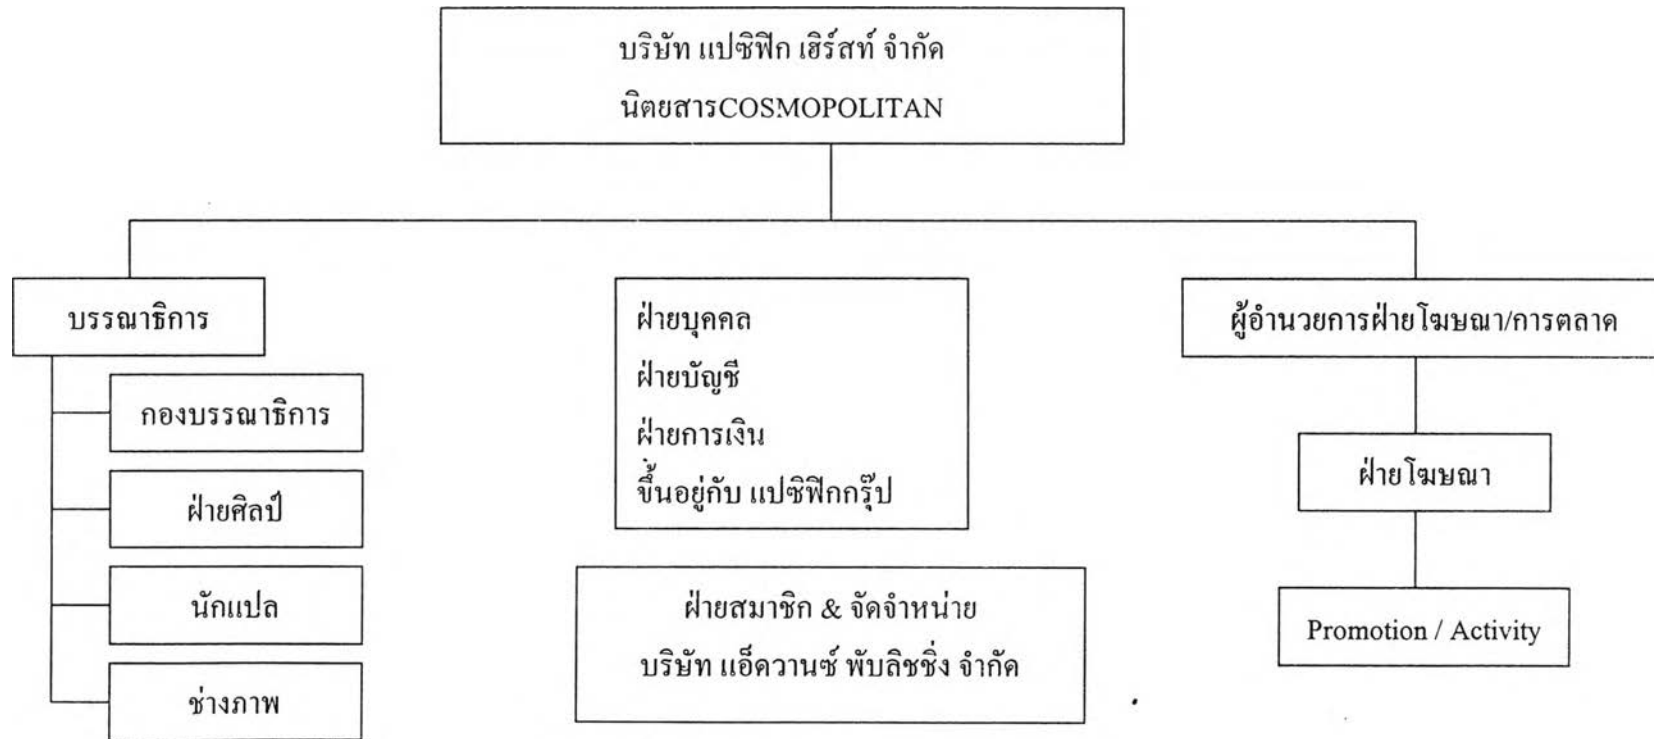 บริษัท แปซิฟิก เฮิร์สท์ จำกัด
นิตยสารCOSMOPOLITAN
บรรณาธิการ
กองบรรณาธิการ
ฝ่ายศิลป์
นักแปล
ช่างภาพ
ฝ่ายบุคคล
ฝ่ายบัญชี
ฝ่ายการเงิน
ขึ้นอยู่กับ แปซิฟิกกรุ๊ป
ฝ่ายสมาชิก & จัดจำหน่าย
บริษัท แอ็ดวานซ์ พับลิชชิ่ง จำกัด
ผู้อำนวยการฝ่ายโฆษณา/การตลาด
ฝ่ายโฆษณา
Promotion / Activity